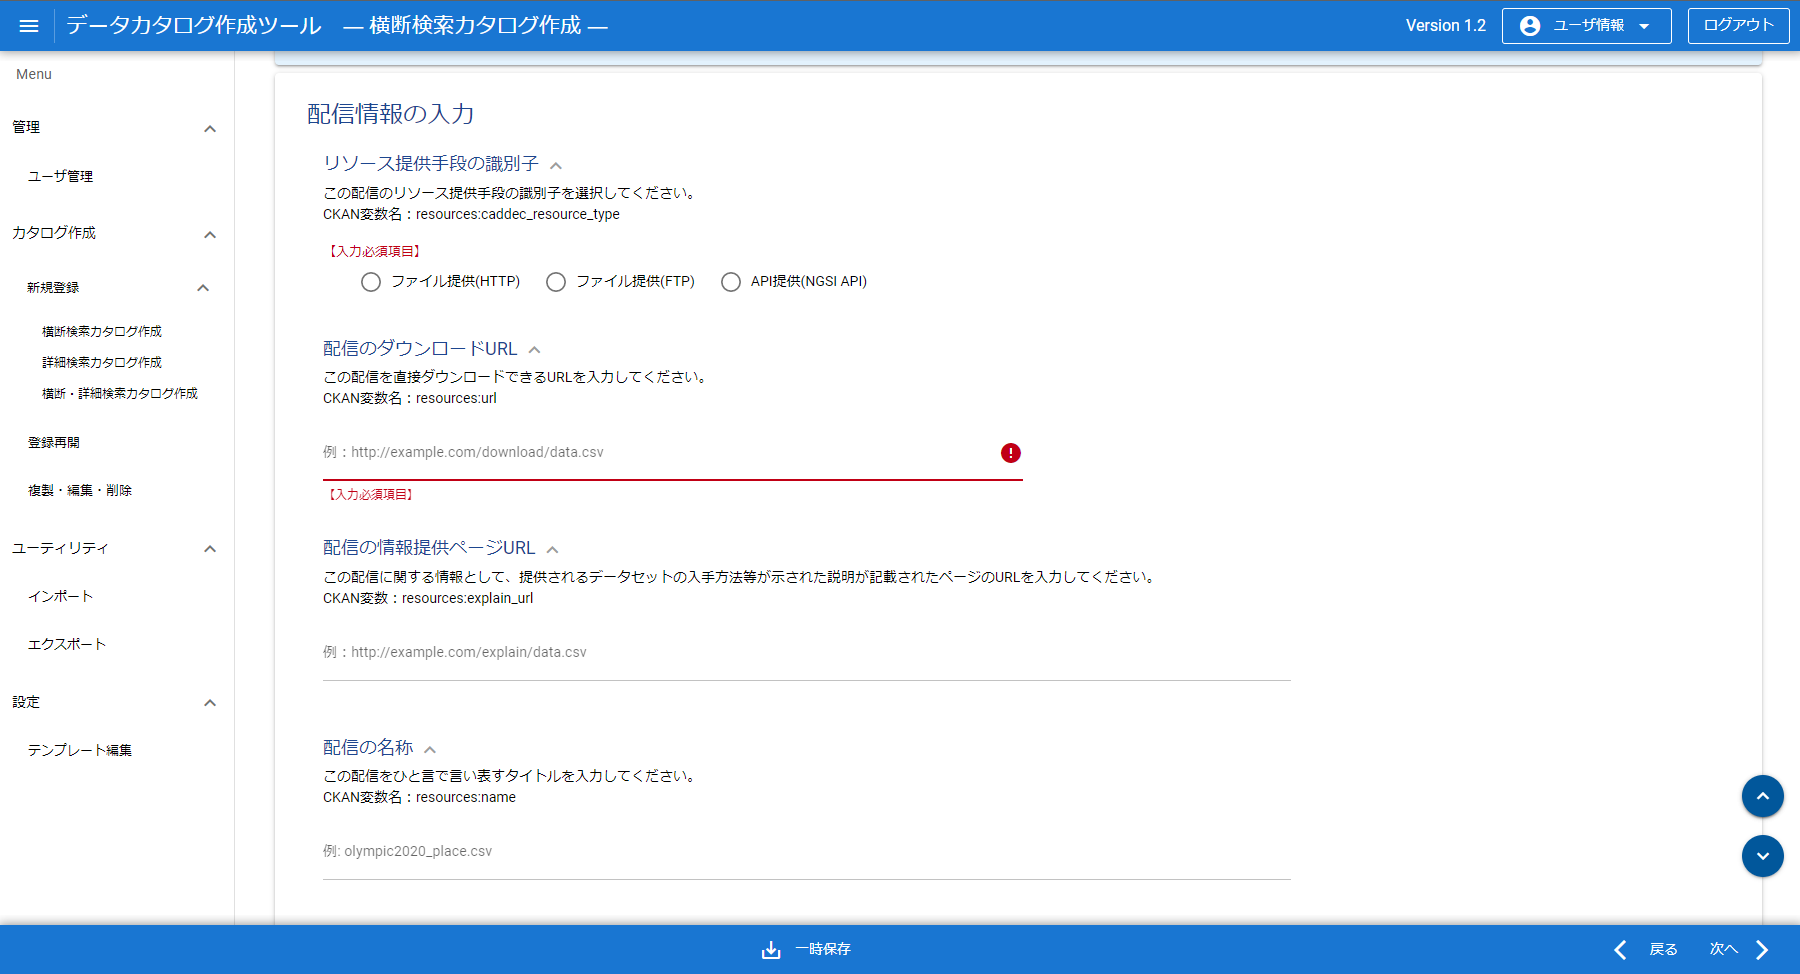 データカタログ作成ツール ― 横断検索カタログ作成 ―
Version 1.2
ユーザ情報
ログアウト
Menu
管理
ユーザ管理
カタログ作成
新規登録
横断検索カタログ作成
詳細検索カタログ作成
横断・詳細検索カタログ作成
登録再開
複製・編集・削除
ユーティリティ
インポート
エクスポート
設定
テンプレート編集
配信情報の入力
リソース提供手段の識別子
この配信のリソース提供手段の識別子を選択してください。
CKAN変数名：resources:caddec_resource_type
【入力必須項目】
ファイル提供(HTTP) ファイル提供(FTP) API提供(NGSI API)
配信のダウンロードURL
この配信を直接ダウンロードできるURLを入力してください。
CKAN変数名：resources:url
例：http://example.com/download/data.csv
【入力必須項目】
配信の情報提供ページURL
この配信に関する情報として、提供されるデータセットの入手方法等が示された説明が記載されたページのURLを入力してください。
CKAN変数：resources:explain_url
例：http://example.com/explain/data.csv
配信の名称
この配信をひと言で言い表すタイトルを入力してください。
CKAN変数名：resources:name
例: olympic2020_place.csv
一時保存
戻る
次へ